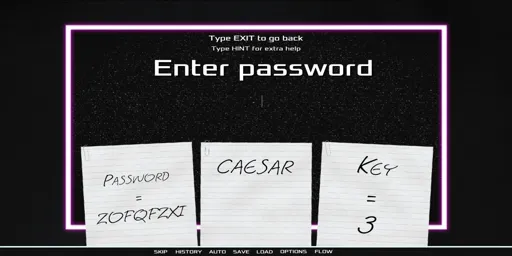 Type EXIT to go back
Type HINT for extra help
Enter password
PASSWORD
=
ZOFQFZXI
CAESAR
KEY
=
3
SKIP HISTORY AUTO SAVE LOAD OPTIONS FLOW